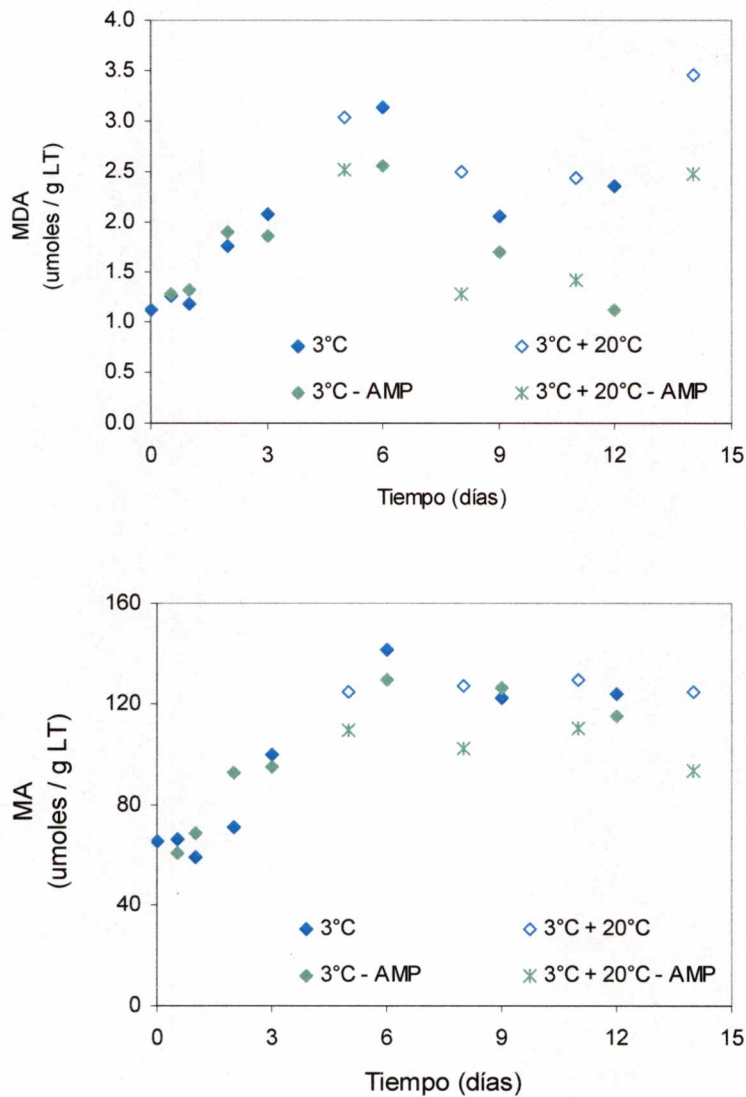 4.0
3.5
3.0
2.5
2.0
1.5
1.0
0.5
0.0
MDA
(umoles / g LT)
3°C
3°C + 20°C
3°C - AMP
3°C + 20°C - AMP
0 3 6 9 12 15
Tiempo (días)
160
120
80
40
0
MA
(umoles / g LT)
3°C
3°C + 20°C
3°C - AMP
3°C + 20°C - AMP
0 3 6 9 12 15
Tiempo (días)